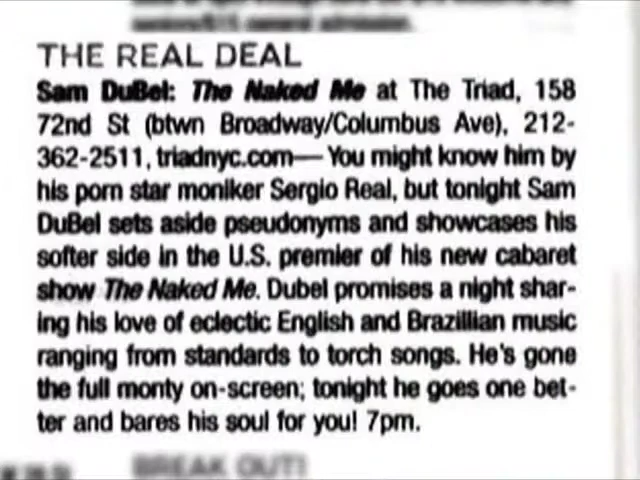 THE REAL DEAL
Sam DuBel: The Naked Me at The Triad, 158
72nd St (btwn Broadway/Columbus Ave), 212-
362-2511, triadnyc.com—You might know him by
his porn star moniker Sergio Real, but tonight Sam
DuBel sets aside pseudonyms and showcases his
softer side in the U.S. premier of his new cabaret
show The Naked Me. Dubel promises a night shar-
ing his love of eclectic English and Brazillian music
ranging from standards to torch songs. He's gone
the full monty on-screen; tonight he goes one bet-
ter and bares his soul for you! 7pm.
BREAK OUT!